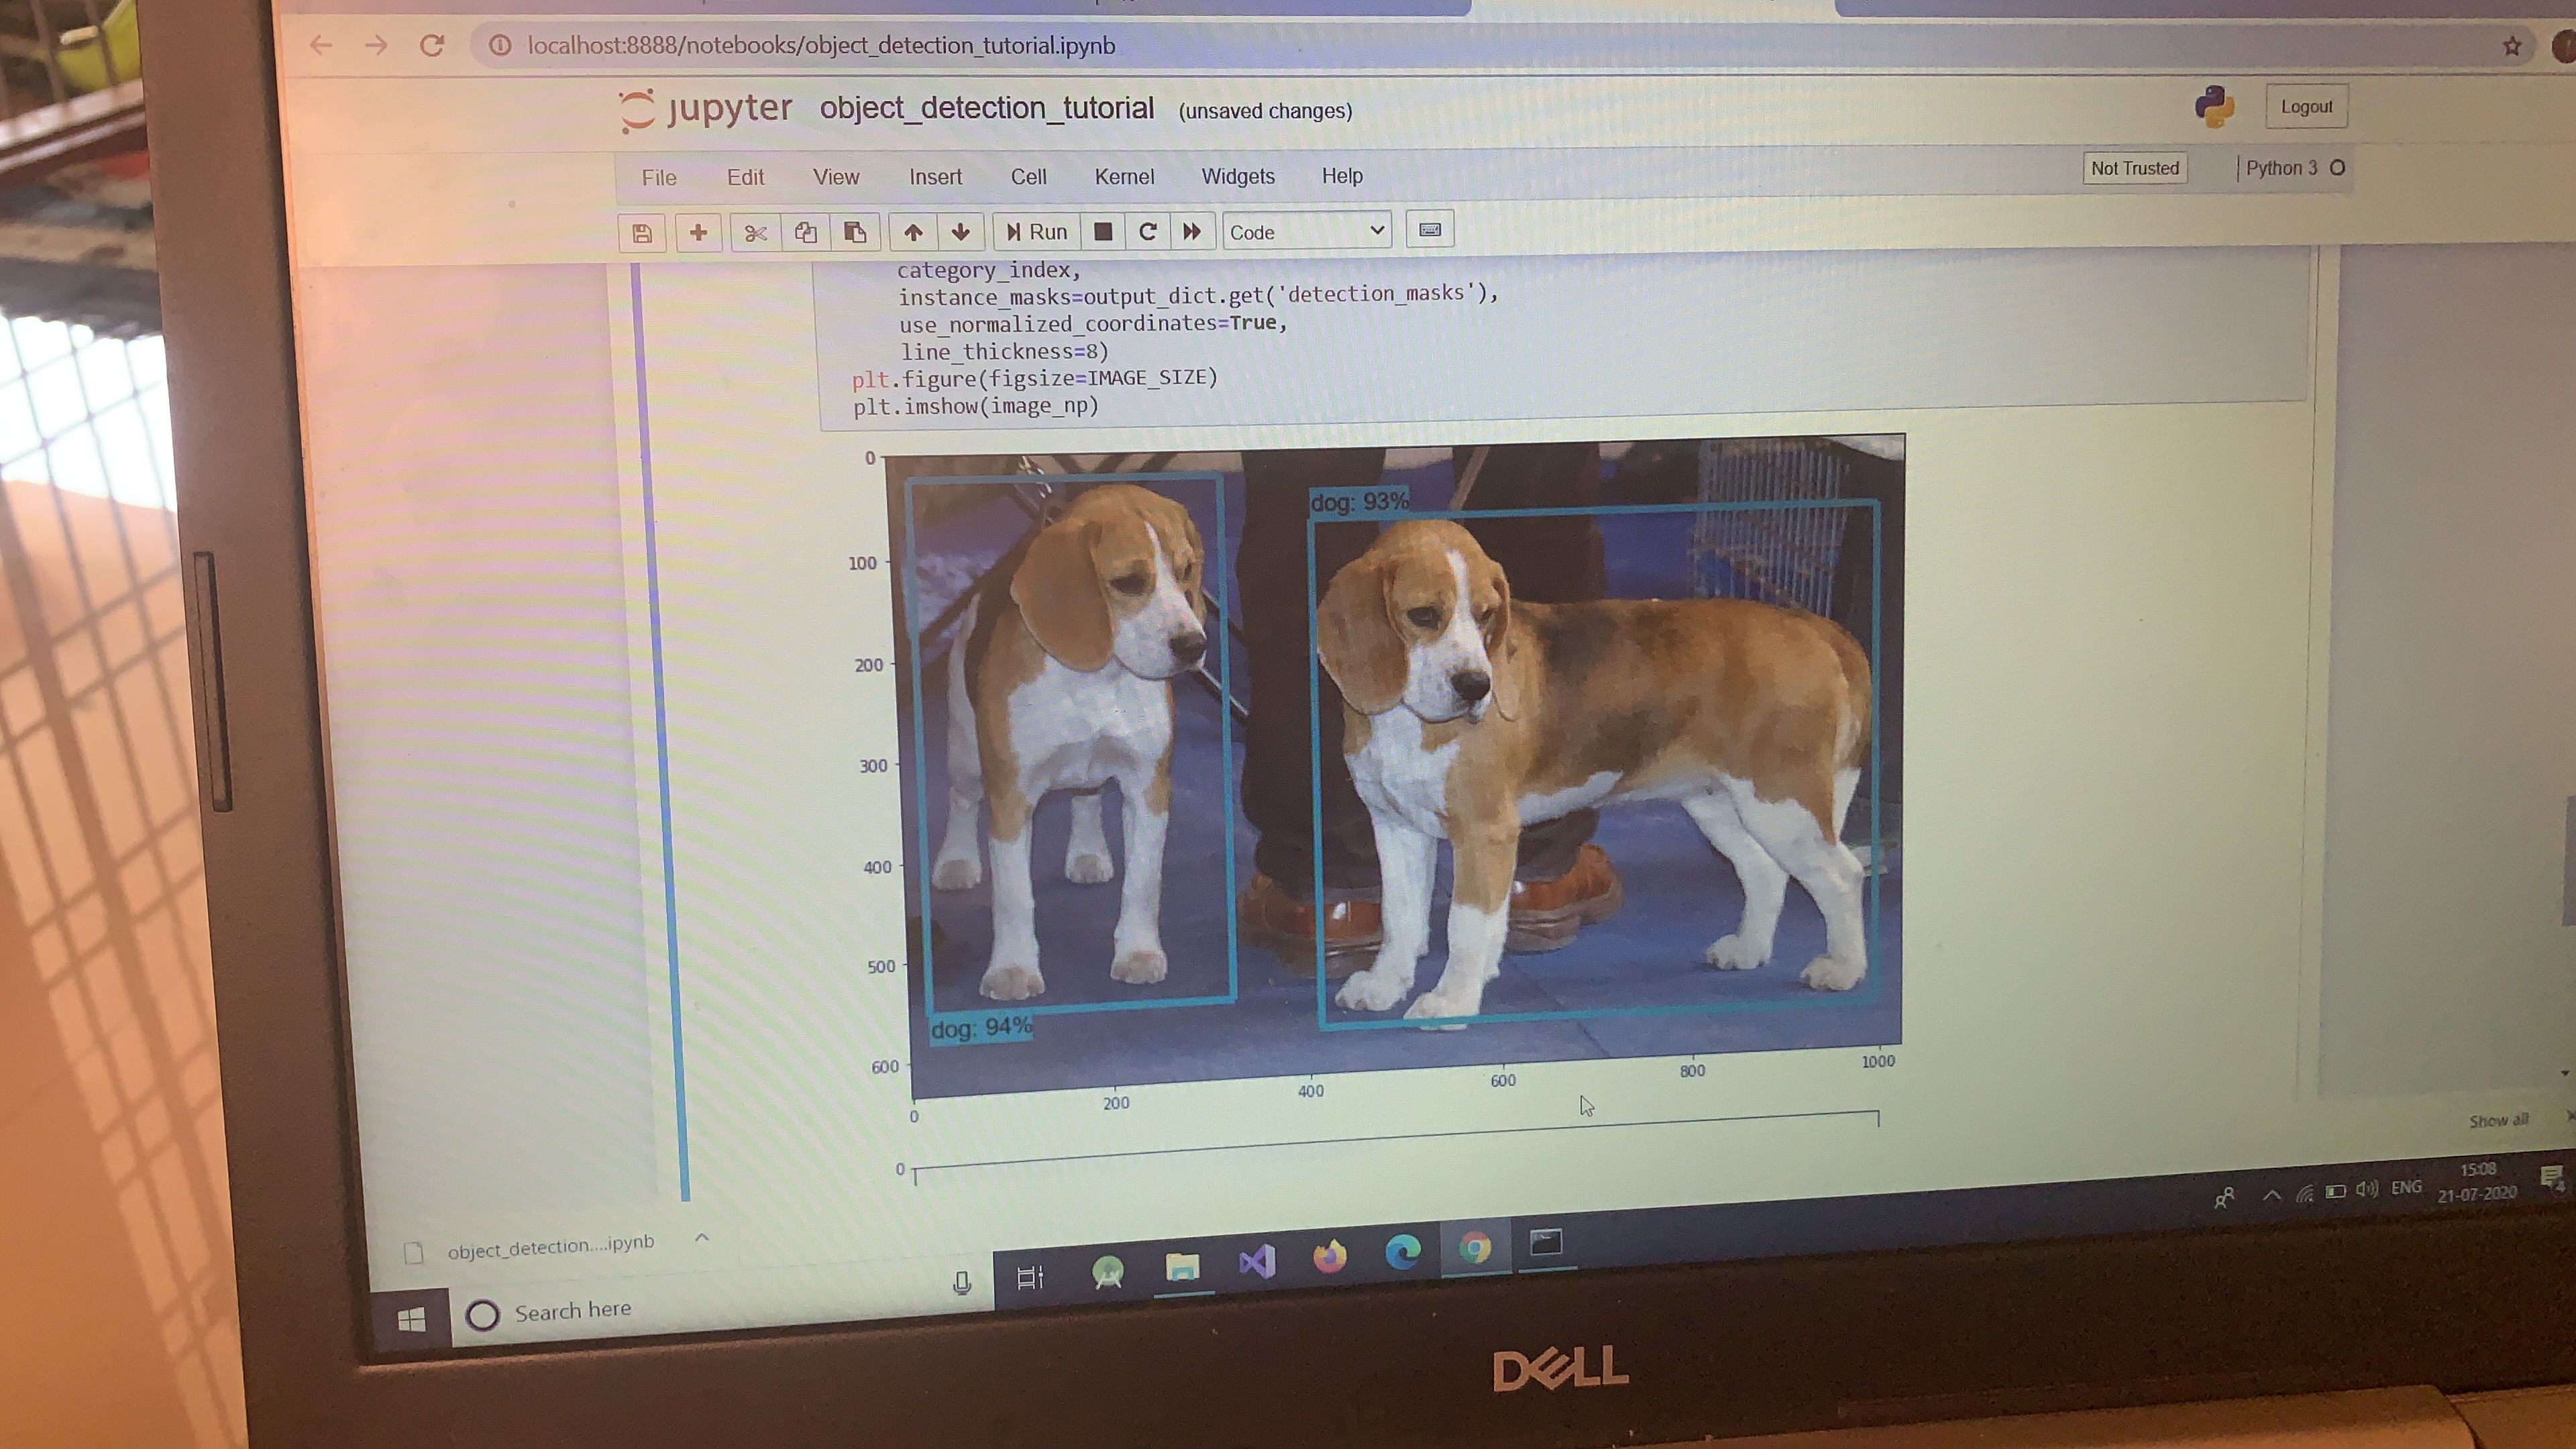 localhost:8888/notebooks/object_detection_tutorial.ipynb
jupyter object_detection_tutorial (unsaved changes)
Logout
File Edit View Insert Cell Kernel Widgets Help
Not Trusted
Python 3
Run
Code
category_index,
instance_masks=output_dict.get('detection_masks'),
use_normalized_coordinates=True,
line_thickness=8)
plt.figure(figsize=IMAGE_SIZE)
plt.imshow(image_np)
0
dog: 93%
100
200
300
400
500
dog: 94%
600
0 200 400 600 800 1000
0
Show all
object_detection....ipynb
ENG
15:08
21-07-2020
4
Search here
DELL